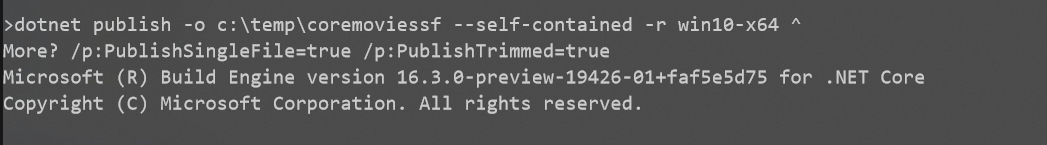 >dotnet publish -o c:\temp\coremoviessf --self-contained -r win10-x64 ^
More? /p:PublishSingleFile=true /p:PublishTrimmed=true
Microsoft (R) Build Engine version 16.3.0-preview-19426-01+faf5e5d75 for .NET Core
Copyright (C) Microsoft Corporation. All rights reserved.